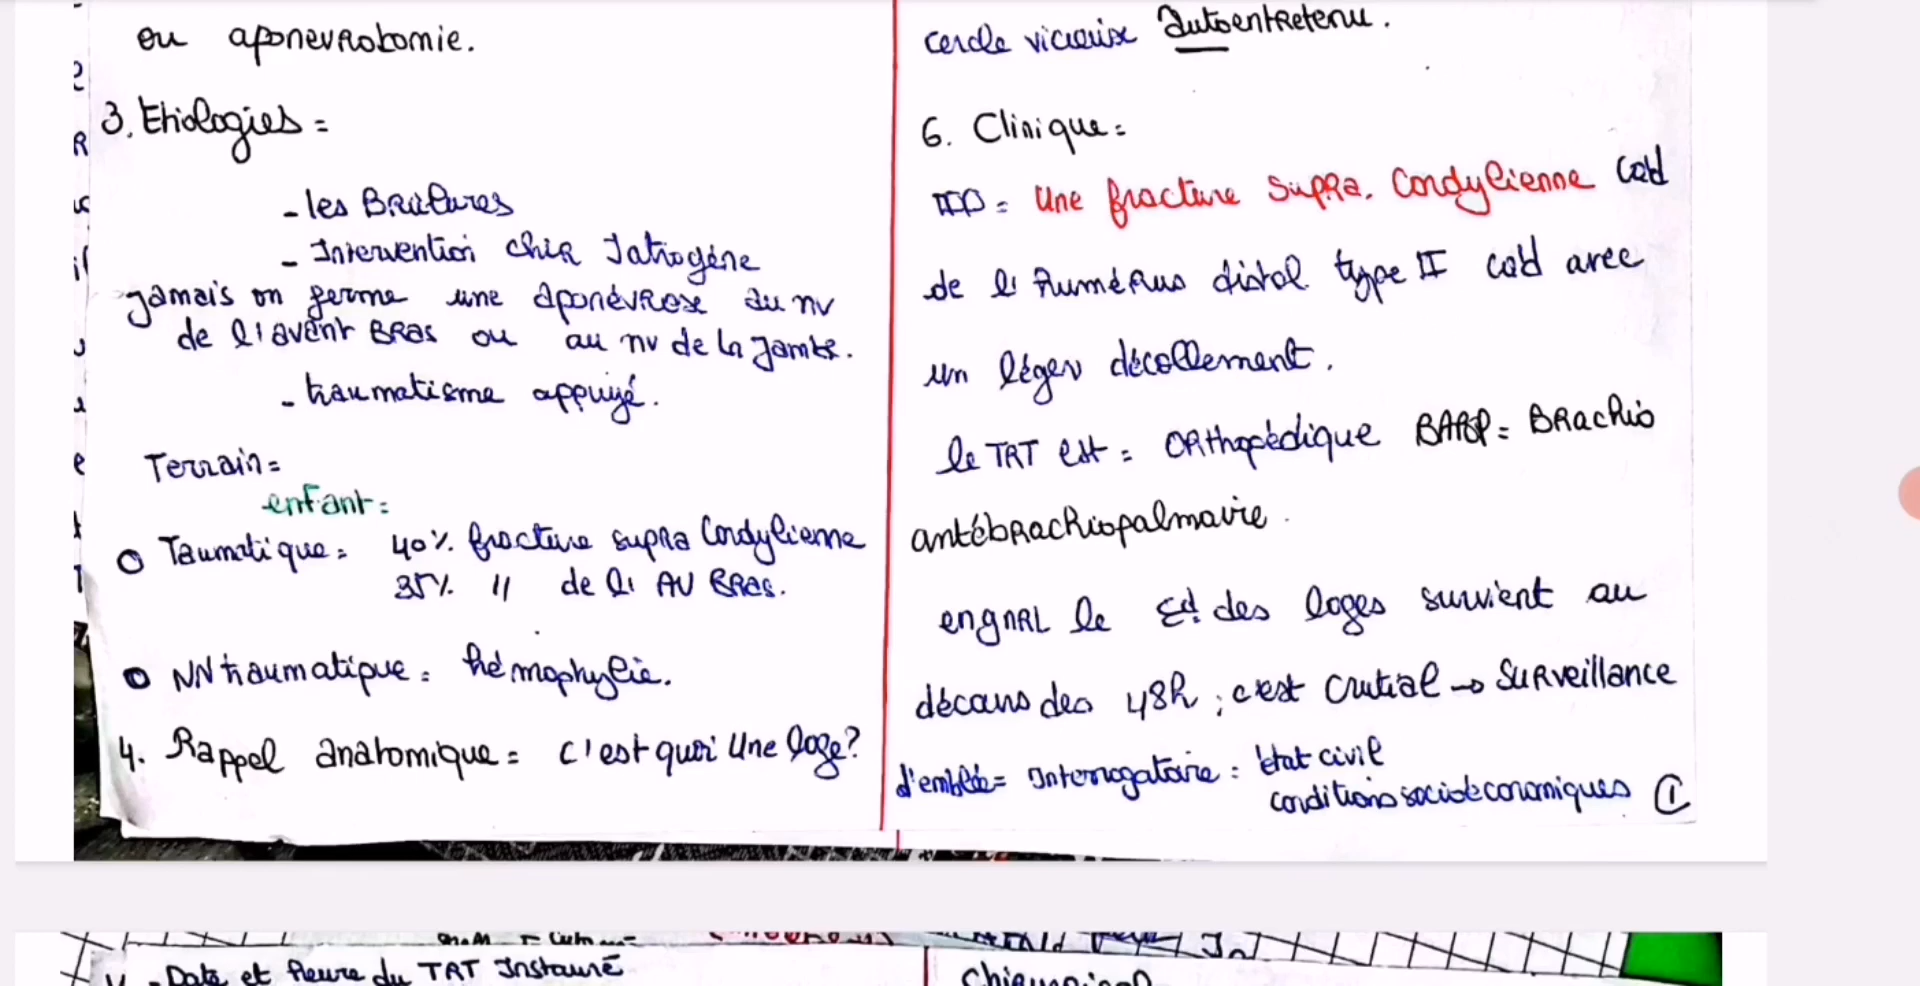 ou aponevrotomie.
3. Etiologies =
- les Brûlures
- Intervention chir Iatrogène
jamais on ferme une aponévrose au nv
de l'avant BRas ou au nv de la Jambe.
- traumatisme appuyé.
Terrain =
enfant =
Taumatique = 40% fracture supra Condylienne
35% " de l' AV BRas.
NN traumatique = hémophylie.
4. Rappel anatomique = c'est quoi Une loge?
cercle vicieux autoentretenu.
6. Clinique =
TDD = Une fracture supra. Condylienne càd
de l'humérus distal type II càd avec
un léger décollement.
le TRT est = ORthopédique BABP = BRachio
antébrachiopalmaire.
en gnRL le Sd des loges survient au
décours des 48h ; c'est crutial → SuRveillance
d'emblée = Interrogatoire = état civil
conditions socioéconomiques 1
- Date et heure du TRT Instauré